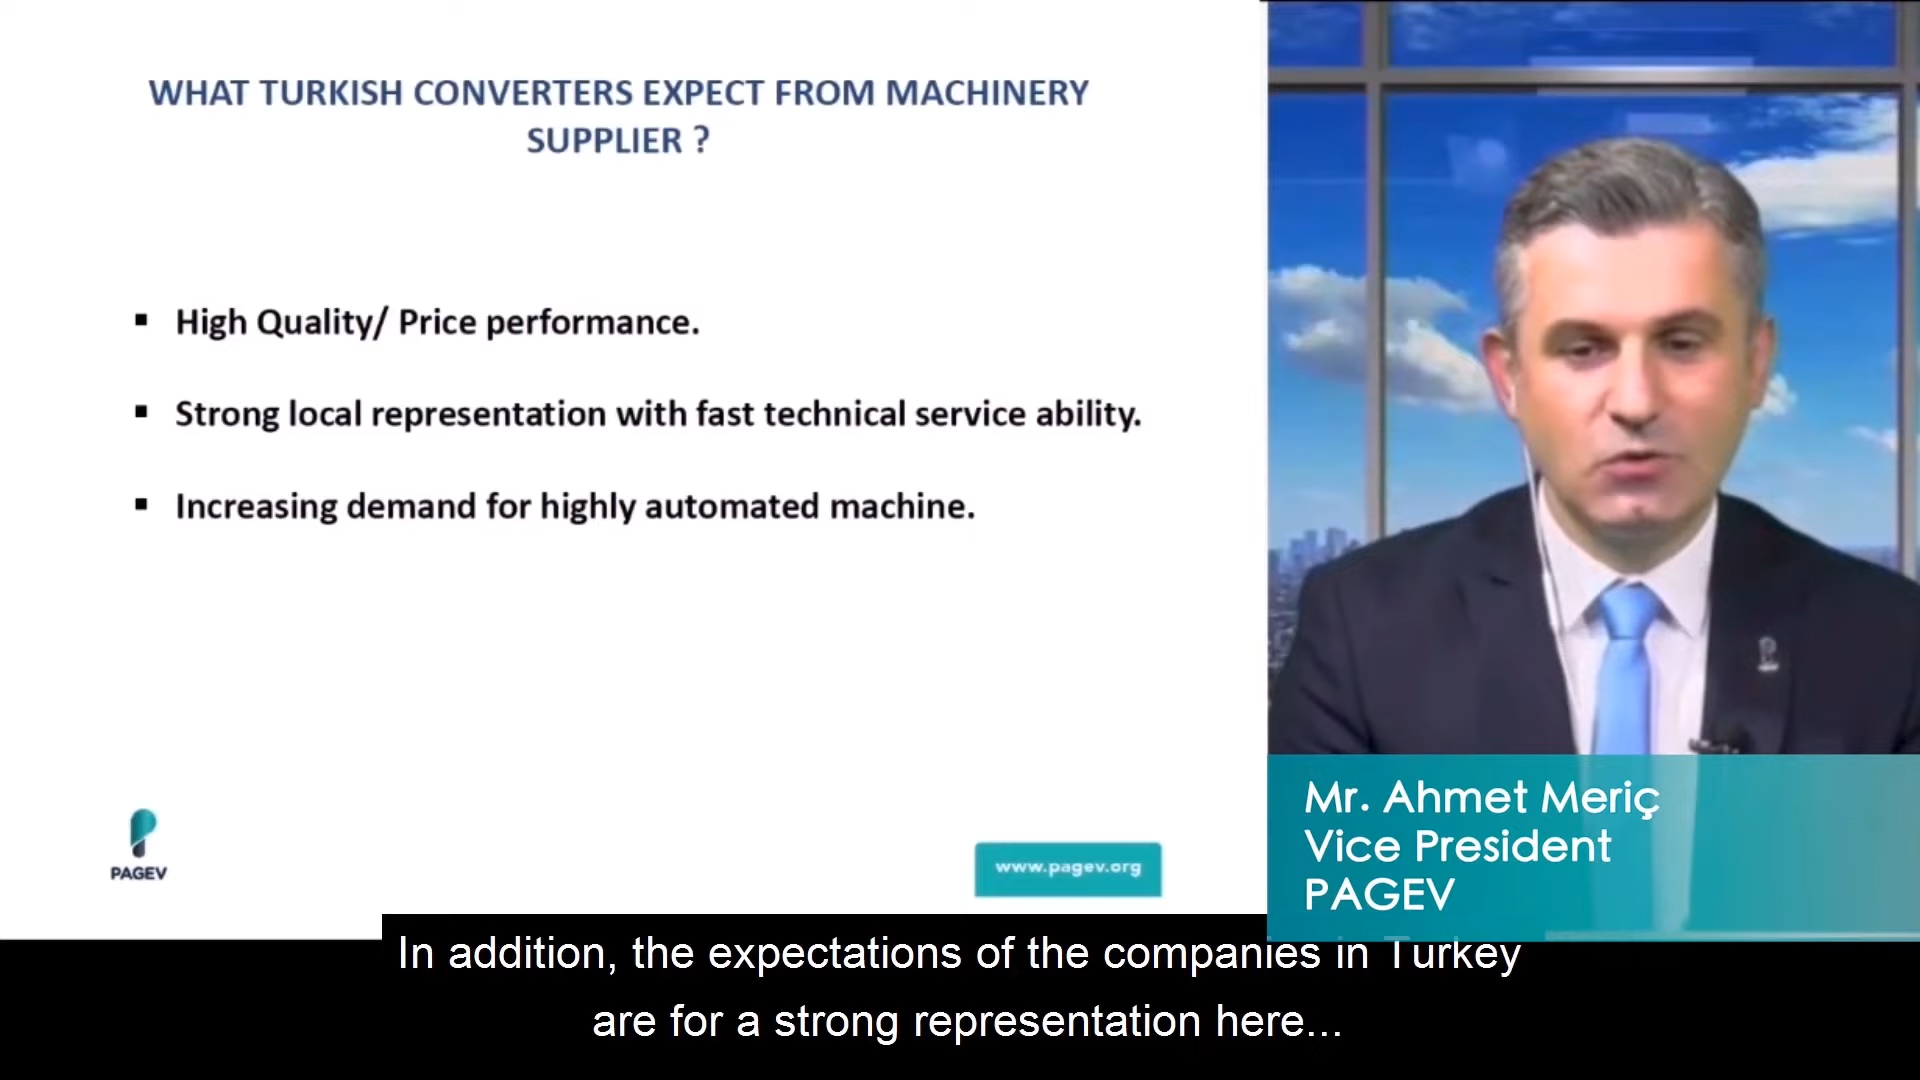 WHAT TURKISH CONVERTERS EXPECT FROM MACHINERY
SUPPLIER ?
▪ High Quality/ Price performance.
▪ Strong local representation with fast technical service ability.
▪ Increasing demand for highly automated machine.
PAGEV
www.pagev.org
Mr. Ahmet Meriç
Vice President
PAGEV
In addition, the expectations of the companies in Turkey
are for a strong representation here...